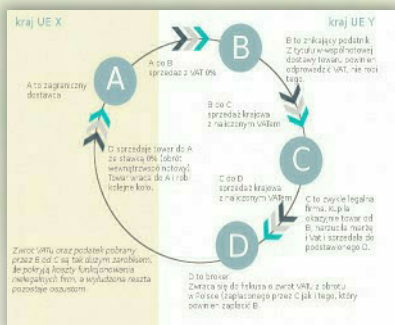 kraj UE X
kraj UE Y
A
B
C
D
A do B
sprzedaż z VAT 0%
B to znikający podatnik
Z tytułu wewnątrzwspólnotowej
dostawy towaru powinien
odprowadzić VAT, nie robi
tego.
A to zagraniczny
dostawca
B do C
sprzedaż krajowa
z naliczonym VATem
D sprzedaje towar do A
za stawką 0% (obrót
wewnątrzwspólnotowy)
Towar wraca do A i robi
kolejne koło.
C do D
sprzedaż krajowa
z naliczonym VATem
C to zwykle legalna
firma. Kupiła
okazyjnie towar od
B, narzuciła marżę
i Vat i sprzedała do
podstawionego D.
Zwrot VATu oraz podatek pobrany
przez B od C są tak dużym zarobkiem,
że pokryją koszty funkcjonowania
nielegalnych firm, a wyłudzona reszta
pozostaje oszustom.
D to broker
Zwraca się do fiskusa o zwrot VATu z obrotu
w Polsce (zapłaconego przez C jak i tego, który
powinien zapłacić B.